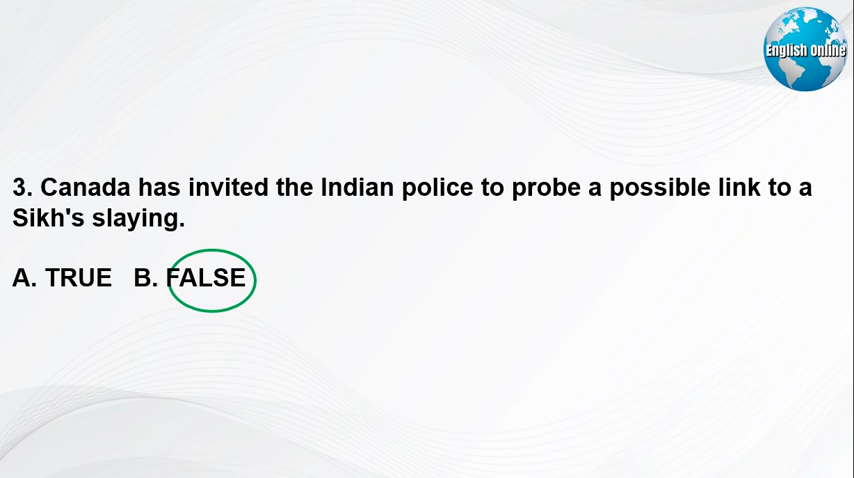 English Online
3. Canada has invited the Indian police to probe a possible link to a
Sikh's slaying.
A. TRUE B. FALSE